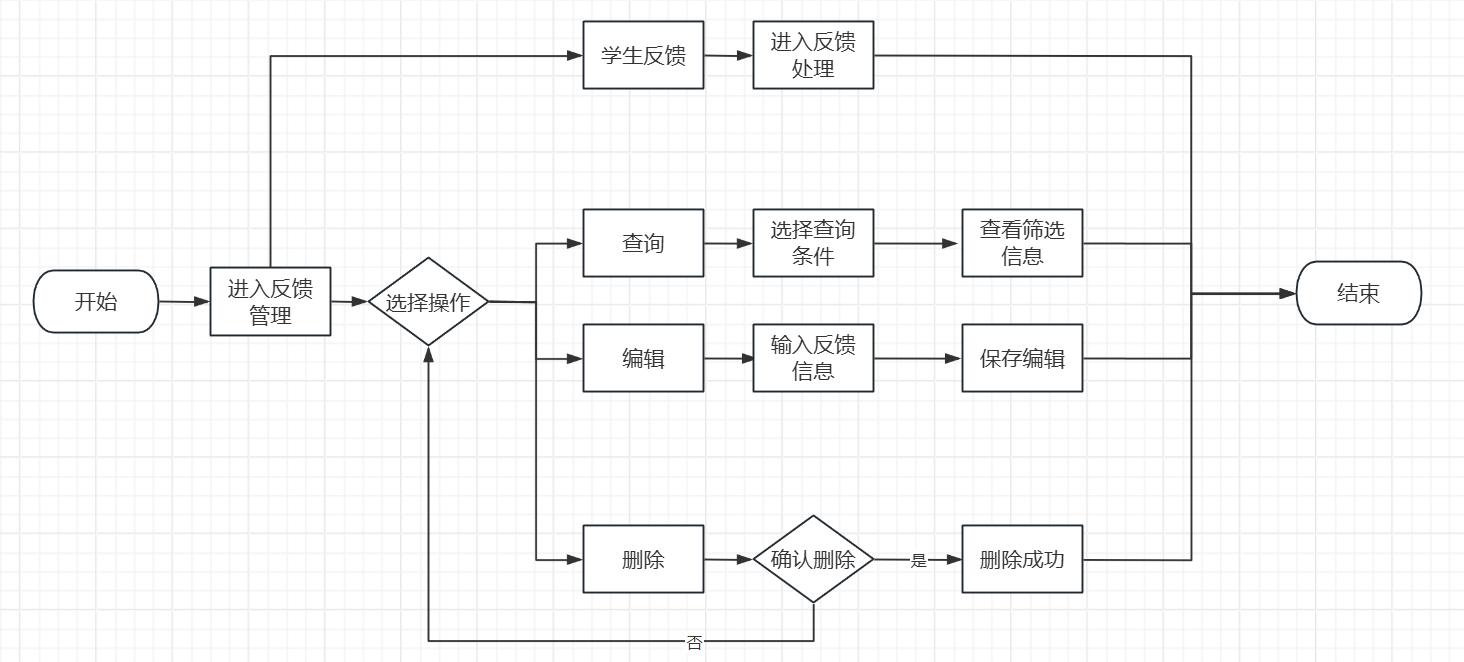 学生反馈
进入反馈
处理
查询
选择查询
条件
查看筛选
信息
开始
进入反馈
管理
选择操作
结束
编辑
输入反馈
信息
保存编辑
删除
确认删除
是
删除成功
否